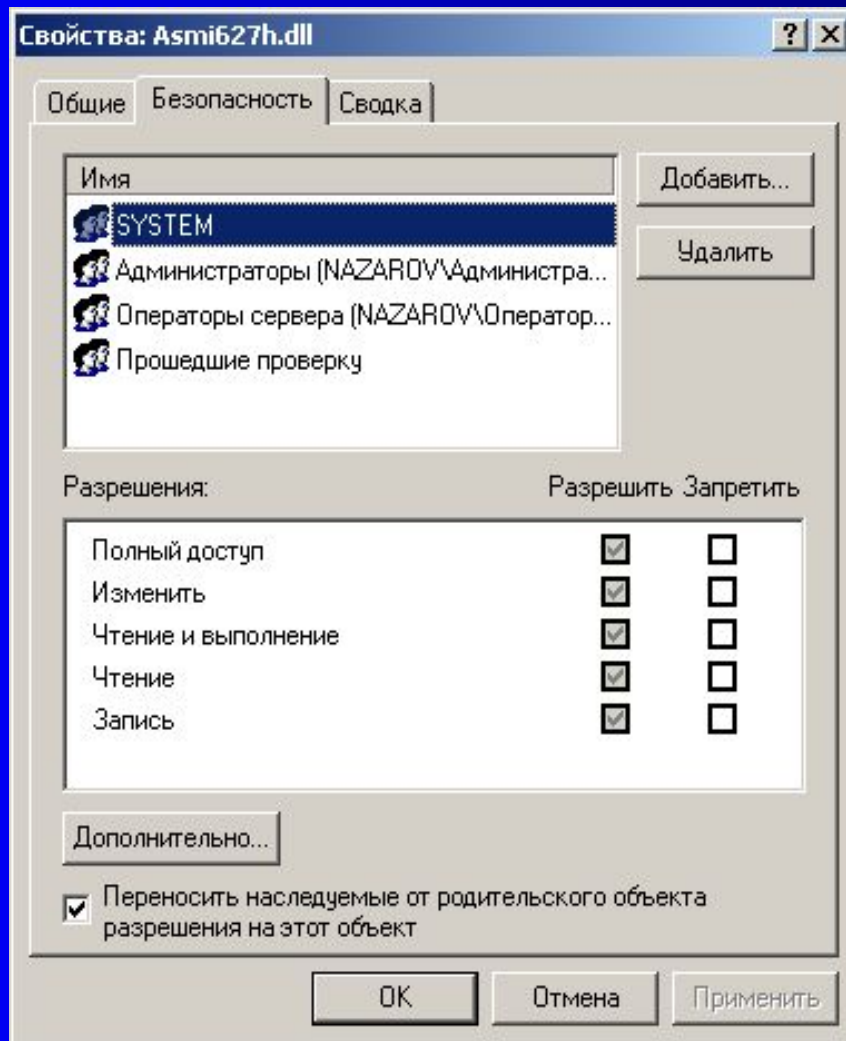 Свойства: Asmi627h.dll
Общие Безопасность Сводка
Имя
Добавить...
SYSTEM
Удалить
Администраторы (NAZAROV\Администра...
Операторы сервера (NAZAROV\Оператор...
Прошедшие проверку
Разрешения: Разрешить Запретить
Полный доступ
Изменить
Чтение и выполнение
Чтение
Запись
Дополнительно...
Переносить наследуемые от родительского объекта
разрешения на этот объект
OK Отмена Применить